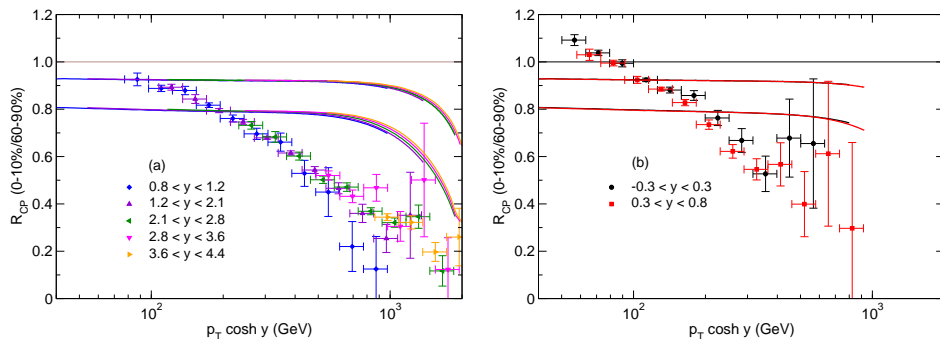 1.2
1.0
0.8
0.6
0.4
0.2
0
R_CP (0-10%/60-90%)
(a)
0.8 < y < 1.2
1.2 < y < 2.1
2.1 < y < 2.8
2.8 < y < 3.6
3.6 < y < 4.4
10^2
10^3
p_T cosh y (GeV)
1.2
1.0
0.8
0.6
0.4
0.2
0
R_CP (0-10%/60-90%)
(b)
-0.3 < y < 0.3
0.3 < y < 0.8
10^2
10^3
p_T cosh y (GeV)